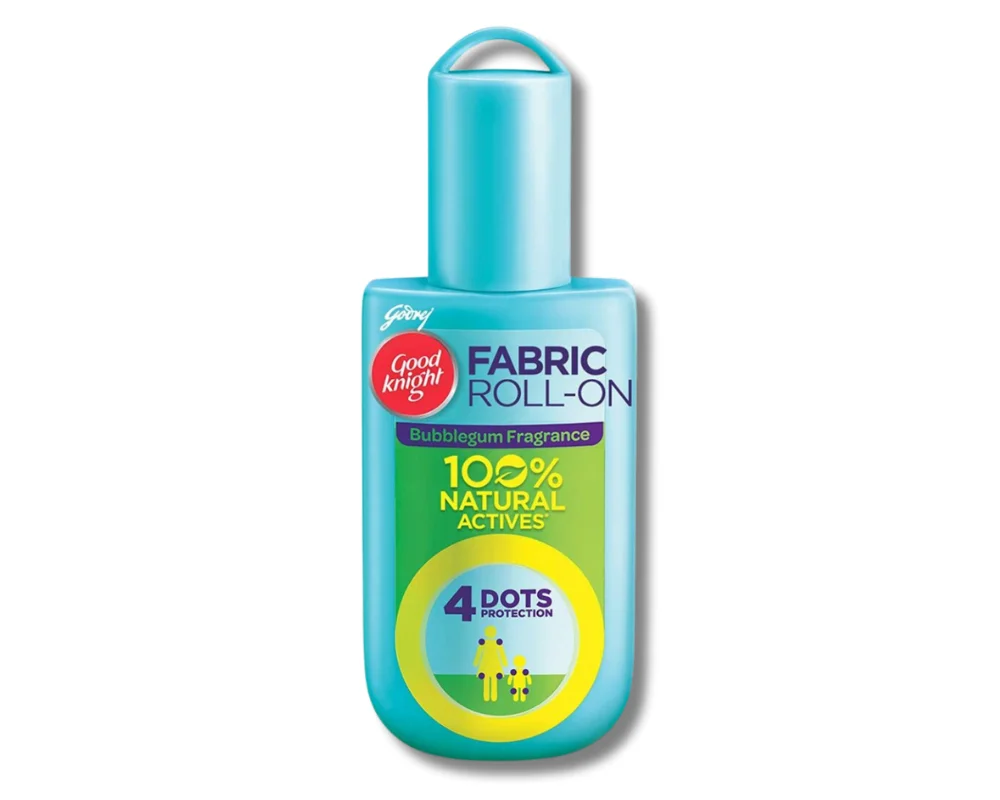 Godrej
Good
knight
FABRIC
ROLL-ON
Bubblegum Fragrance
100%
NATURAL
ACTIVES*
4 DOTS
PROTECTION